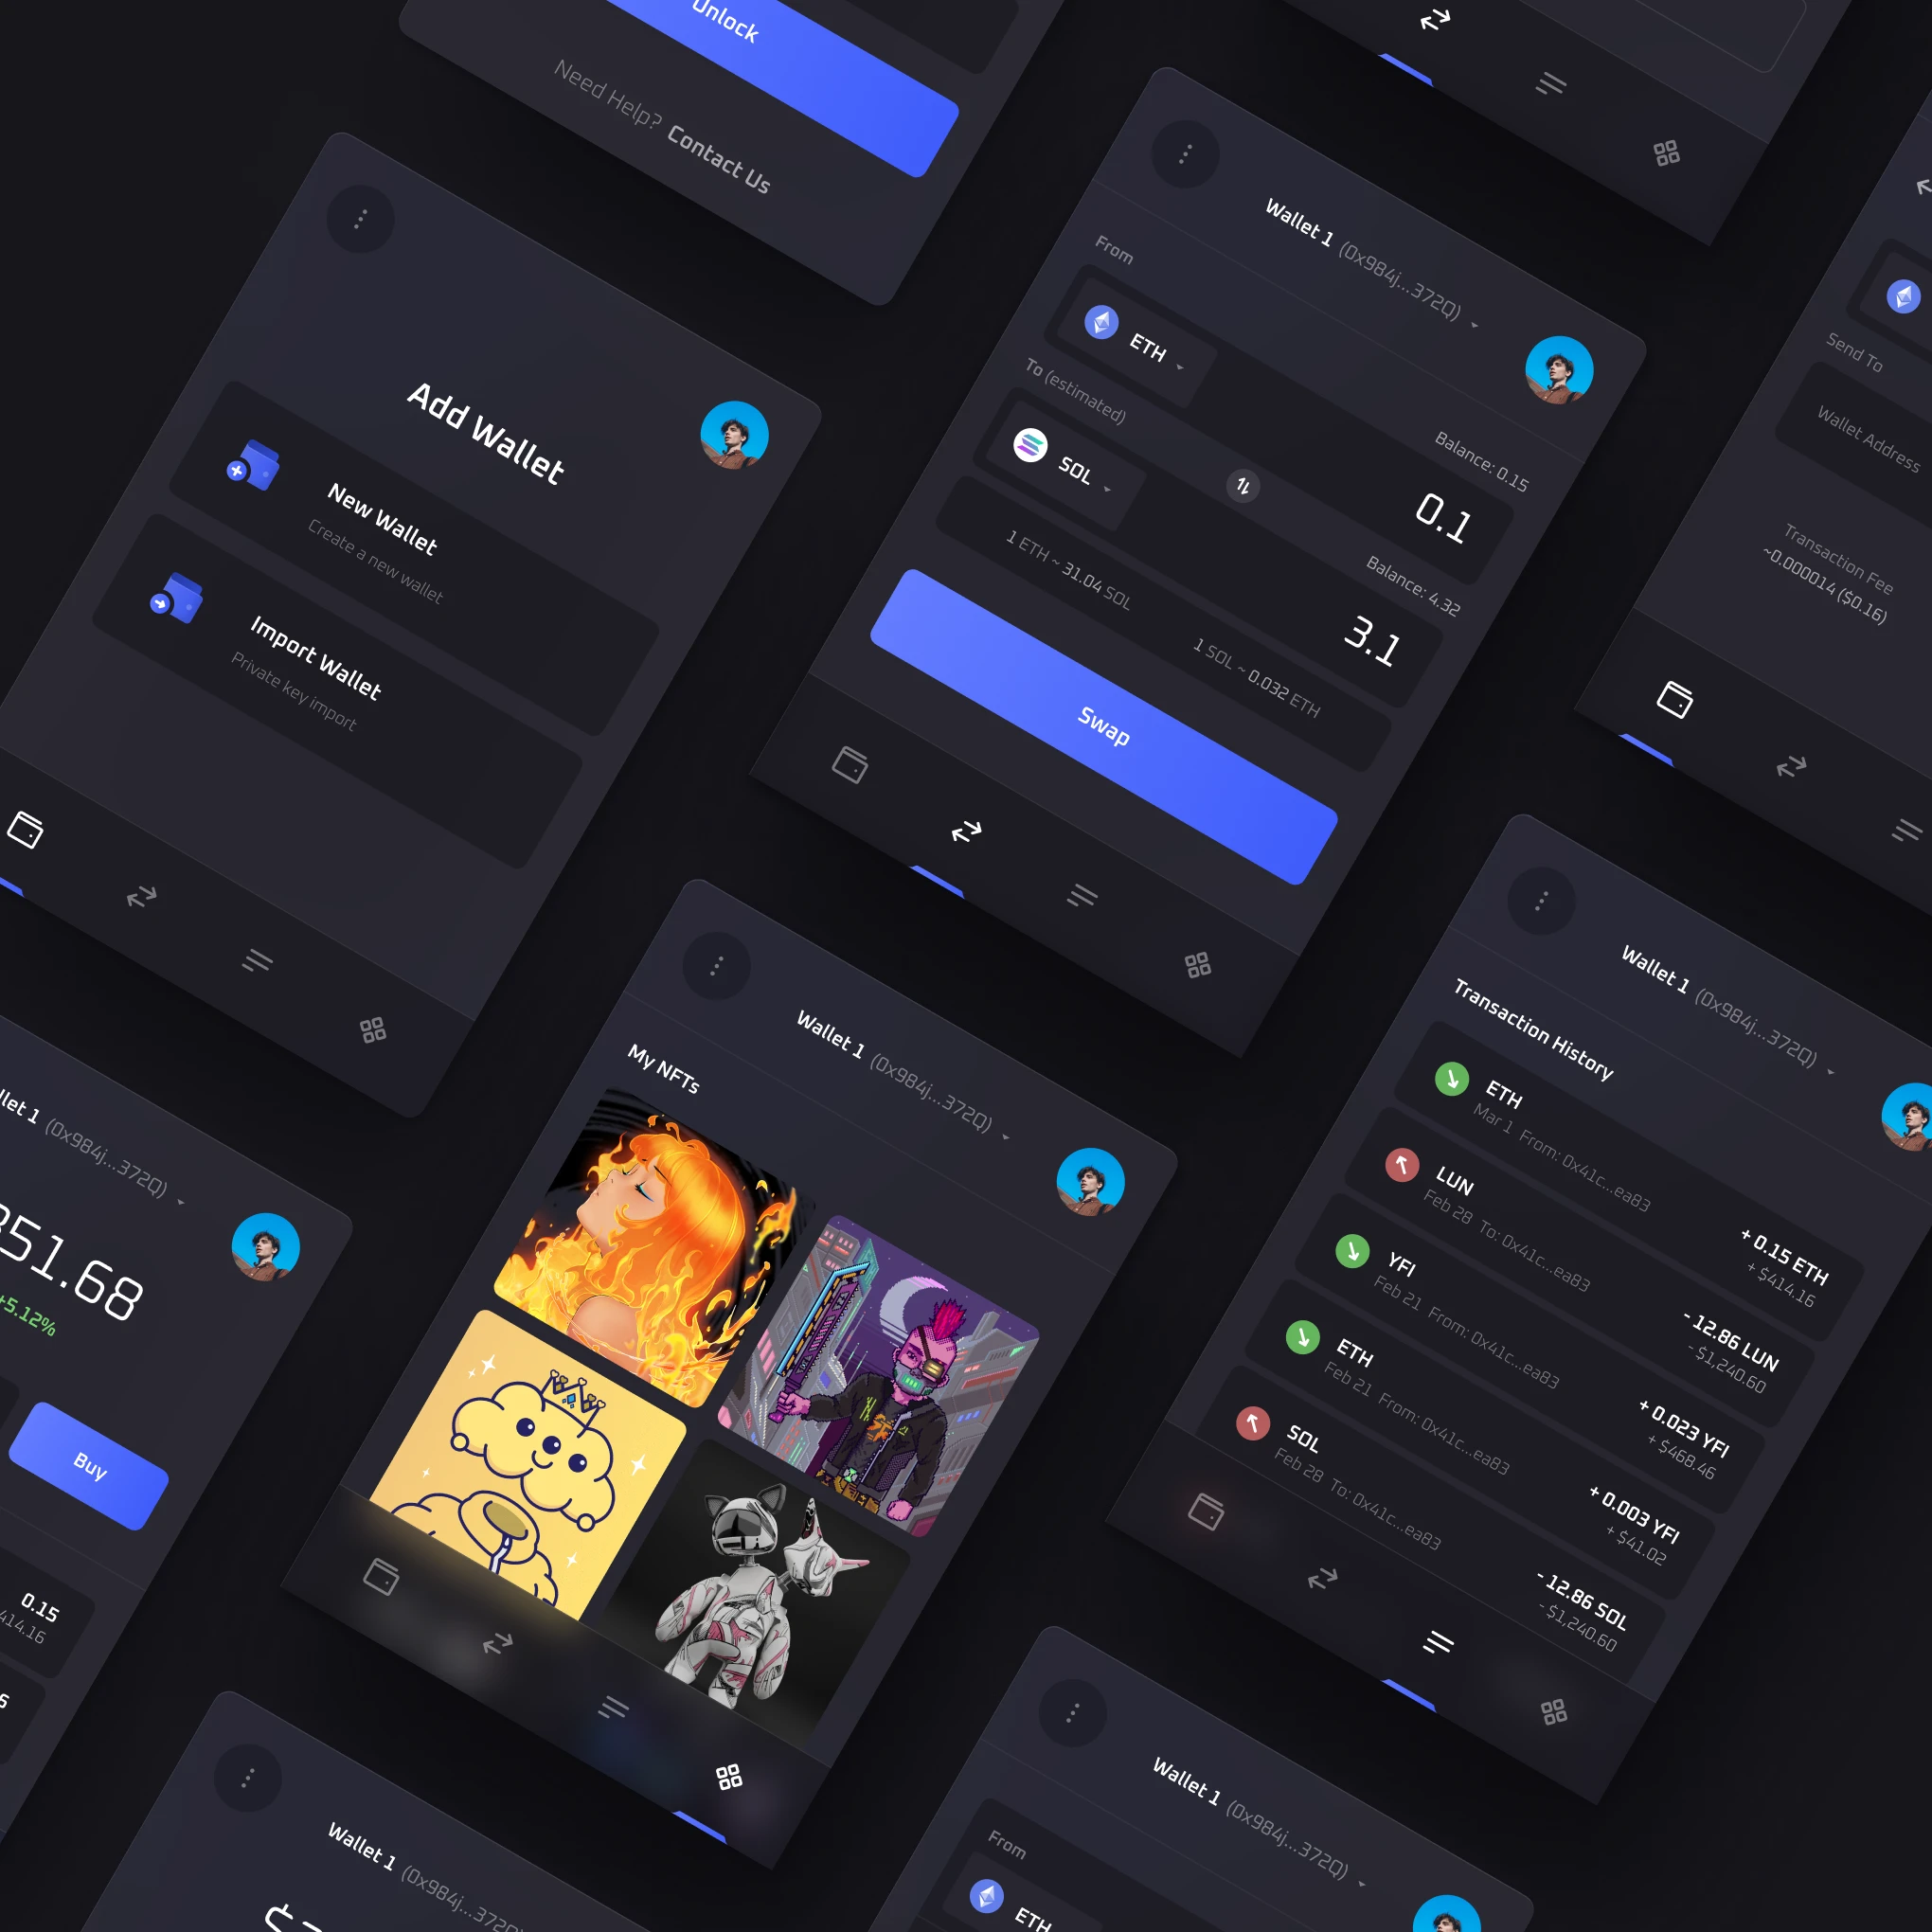 Unlock
Need Help? Contact Us
Add Wallet
New Wallet
Create a new wallet
Import Wallet
Private key import
Wallet 1 (0x984j...372Q)
From
Balance: 0.15
ETH
0.1
To (estimated)
Balance: 4.32
SOL
3.1
1 ETH ~ 31.04 SOL
1 SOL ~ 0.032 ETH
Swap
Send To
Wallet Address
Transaction Fee
~0.000014 ($0.16)
1 (0x984j...372Q)
51.68
+5.12%
Buy
0.15
414.16
Wallet 1 (0x984j...372Q)
My NFTs
Wallet 1 (0x984j...372Q)
Transaction History
ETH
Mar 1 From: 0x41c...ea83
+ 0.15 ETH
+ $414.16
LUN
Feb 28 To: 0x41c...ea83
- 12.86 LUN
- $1,240.60
YFI
Feb 21 From: 0x41c...ea83
+ 0.023 YFI
+ $468.46
ETH
Feb 21 From: 0x41c...ea83
+ 0.003 YFI
+ $41.02
SOL
Feb 28 To: 0x41c...ea83
- 12.86 SOL
- $1,240.60
Wallet 1 (0x984j...372Q)
$
Wallet 1 (0x984j...372Q)
From
ETH